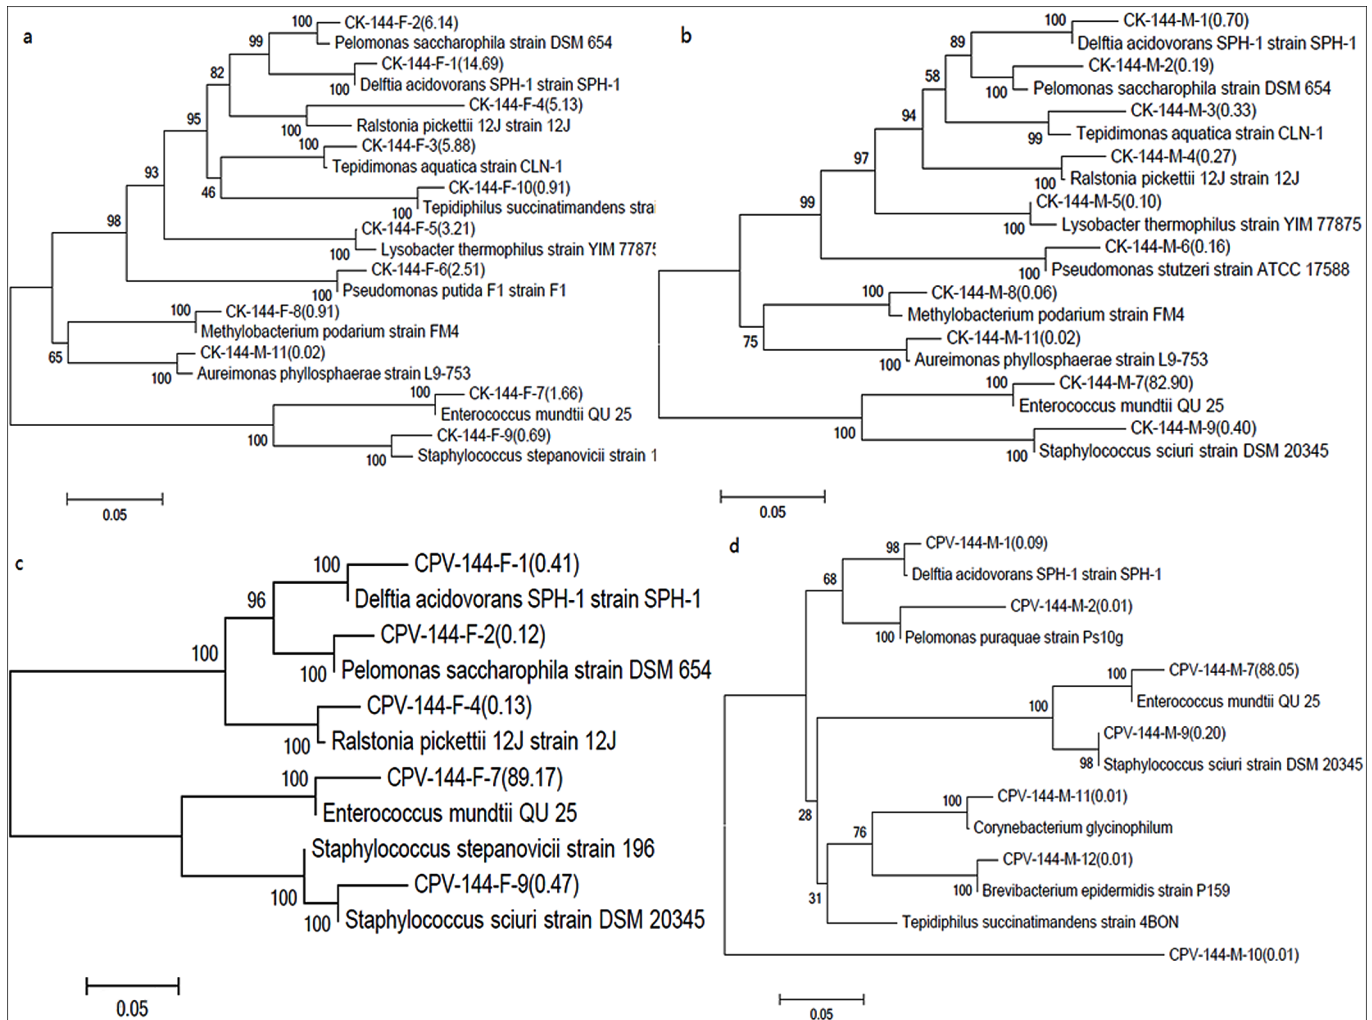 a
100
CK-144-F-2(6.14)
99
Pelomonas saccharophila strain DSM 654
82
CK-144-F-1(14.69)
100
Delftia acidovorans SPH-1 strain SPH-1
95
CK-144-F-4(5.13)
100
Ralstonia pickettii 12J strain 12J
100
CK-144-F-3(5.88)
93
Tepidimonas aquatica strain CLN-1
46
CK-144-F-10(0.91)
100
Tepidiphilus succinatimandens strai
98
CK-144-F-5(3.21)
100
Lysobacter thermophilus strain YIM 77875
CK-144-F-6(2.51)
100
Pseudomonas putida F1 strain F1
100
CK-144-F-8(0.91)
Methylobacterium podarium strain FM4
65
CK-144-M-11(0.02)
100
Aureimonas phyllosphaerae strain L9-753
100
CK-144-F-7(1.66)
Enterococcus mundtii QU 25
100
CK-144-F-9(0.69)
100
Staphylococcus stepanovicii strain 1
0.05
b
100
CK-144-M-1(0.70)
89
Delftia acidovorans SPH-1 strain SPH-1
58
CK-144-M-2(0.19)
100
Pelomonas saccharophila strain DSM 654
94
CK-144-M-3(0.33)
99
Tepidimonas aquatica strain CLN-1
97
CK-144-M-4(0.27)
100
Ralstonia pickettii 12J strain 12J
99
CK-144-M-5(0.10)
100
Lysobacter thermophilus strain YIM 77875
CK-144-M-6(0.16)
100
Pseudomonas stutzeri strain ATCC 17588
100
CK-144-M-8(0.06)
Methylobacterium podarium strain FM4
75
CK-144-M-11(0.02)
100
Aureimonas phyllosphaerae strain L9-753
100
CK-144-M-7(82.90)
Enterococcus mundtii QU 25
100
CK-144-M-9(0.40)
100
Staphylococcus sciuri strain DSM 20345
0.05
c
100
CPV-144-F-1(0.41)
96
Delftia acidovorans SPH-1 strain SPH-1
CPV-144-F-2(0.12)
100
100
Pelomonas saccharophila strain DSM 654
CPV-144-F-4(0.13)
100
Ralstonia pickettii 12J strain 12J
100
CPV-144-F-7(89.17)
Enterococcus mundtii QU 25
Staphylococcus stepanovicii strain 196
100
CPV-144-F-9(0.47)
100
Staphylococcus sciuri strain DSM 20345
0.05
d
98
CPV-144-M-1(0.09)
68
Delftia acidovorans SPH-1 strain SPH-1
CPV-144-M-2(0.01)
100
Pelomonas puraquae strain Ps10g
100
CPV-144-M-7(88.05)
Enterococcus mundtii QU 25
100
CPV-144-M-9(0.20)
98
Staphylococcus sciuri strain DSM 20345
28
100
CPV-144-M-11(0.01)
76
Corynebacterium glycinophilum
CPV-144-M-12(0.01)
100
Brevibacterium epidermidis strain P159
31
Tepidiphilus succinatimandens strain 4BON
CPV-144-M-10(0.01)
0.05